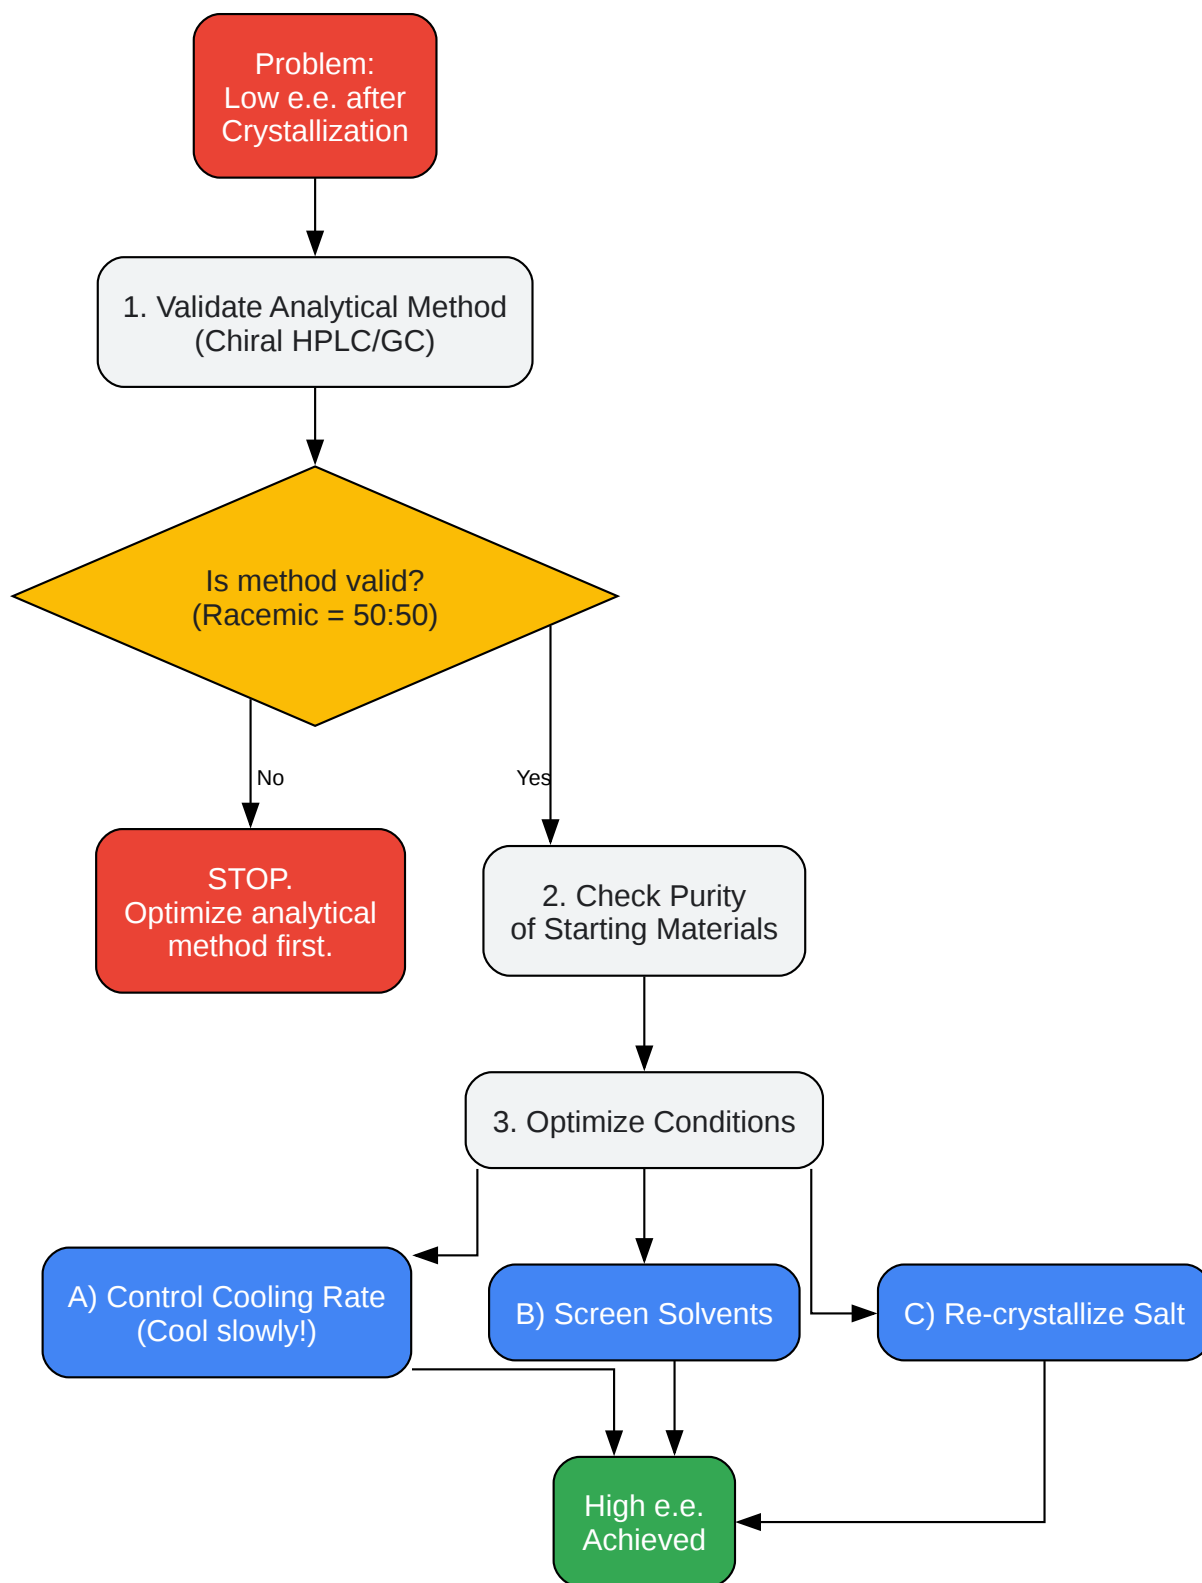 Problem:
Low e.e. after
Crystallization
1. Validate Analytical Method
(Chiral HPLC/GC)
Is method valid?
(Racemic = 50:50)
No
Yes
STOP.
Optimize analytical
method first.
2. Check Purity
of Starting Materials
3. Optimize Conditions
A) Control Cooling Rate
(Cool slowly!)
B) Screen Solvents
C) Re-crystallize Salt
High e.e.
Achieved